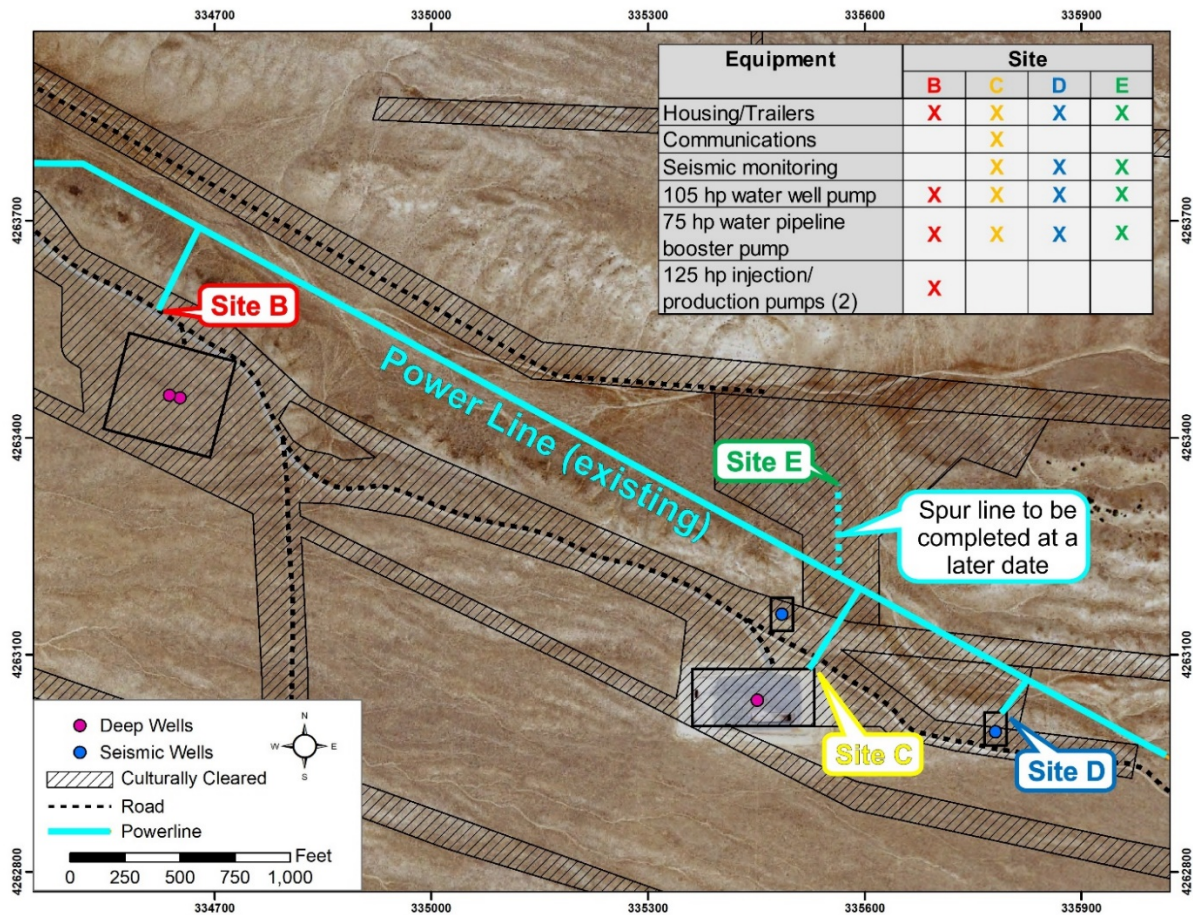 334700 335000 335300 335600 335900
Equipment Site
B C D E
Housing/Trailers X X X X
Communications X
Seismic monitoring X X X
105 hp water well pump X X X X
75 hp water pipeline
booster pump X X X X
125 hp injection/
production pumps (2) X
4263700 4263700
Site B
Power Line (existing)
4263400 4263400
Site E
Spur line to be
completed at a
later date
4263100 4263100
Site C
Site D
Deep Wells
Seismic Wells
Culturally Cleared
Road
Powerline
N
W E
S
Feet
0 250 500 750 1,000
4262800 4262800
334700 335000 335300 335600 335900